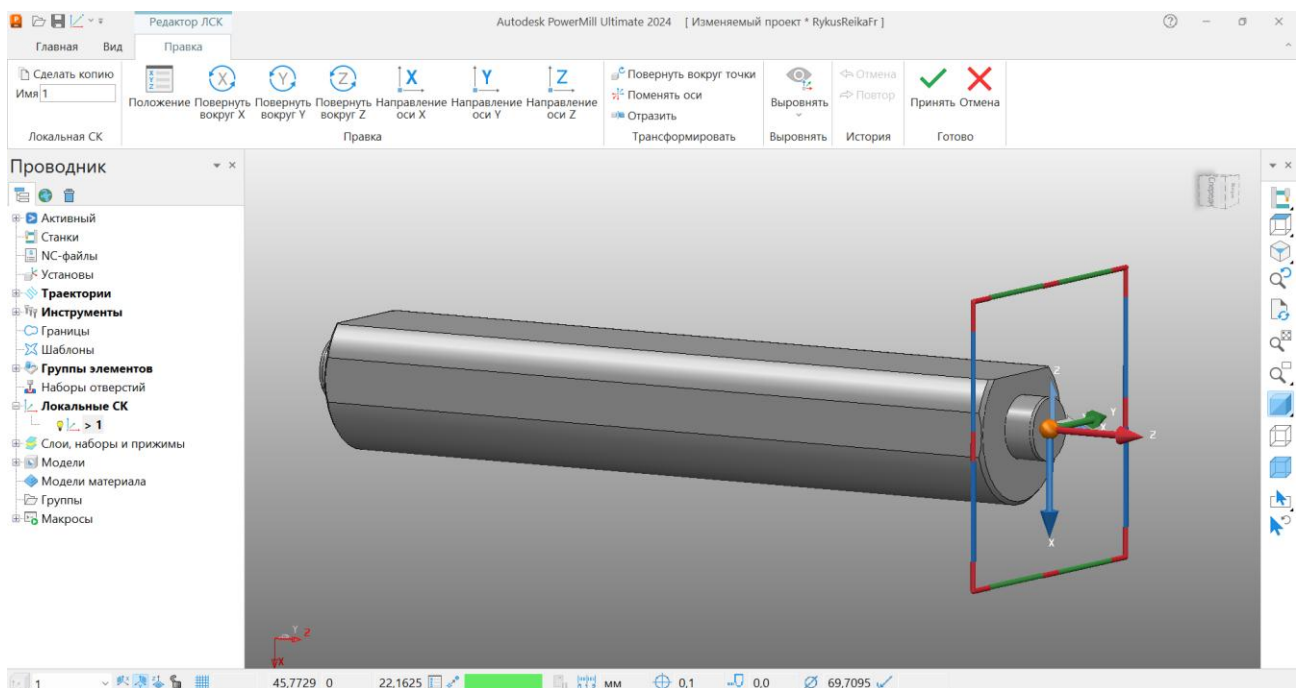 Редактор ЛСК
Autodesk PowerMill Ultimate 2024 [ Изменяемый проект * RykusReikaFr ]
Главная Вид Правка
Сделать копию
Имя 1
Положение
Повернуть вокруг X
Повернуть вокруг Y
Повернуть вокруг Z
X
Направление оси X
Y
Направление оси Y
Z
Направление оси Z
Повернуть вокруг точки
Поменять оси
Отразить
Выровнять
Отмена
Повтор
Принять Отмена
Локальная СК Правка Трансформировать Выровнять История Готово
Проводник
Активный
Станки
NC-файлы
Установы
Траектории
Инструменты
Границы
Шаблоны
Группы элементов
Наборы отверстий
Локальные СК
> 1
Слои, наборы и прижимы
Модели
Модели материала
Группы
Макросы
Z
Y
X
Z
X
Y Z
X
1 45,7729 0 22,1625 мм 0,1 0,0 69,7095